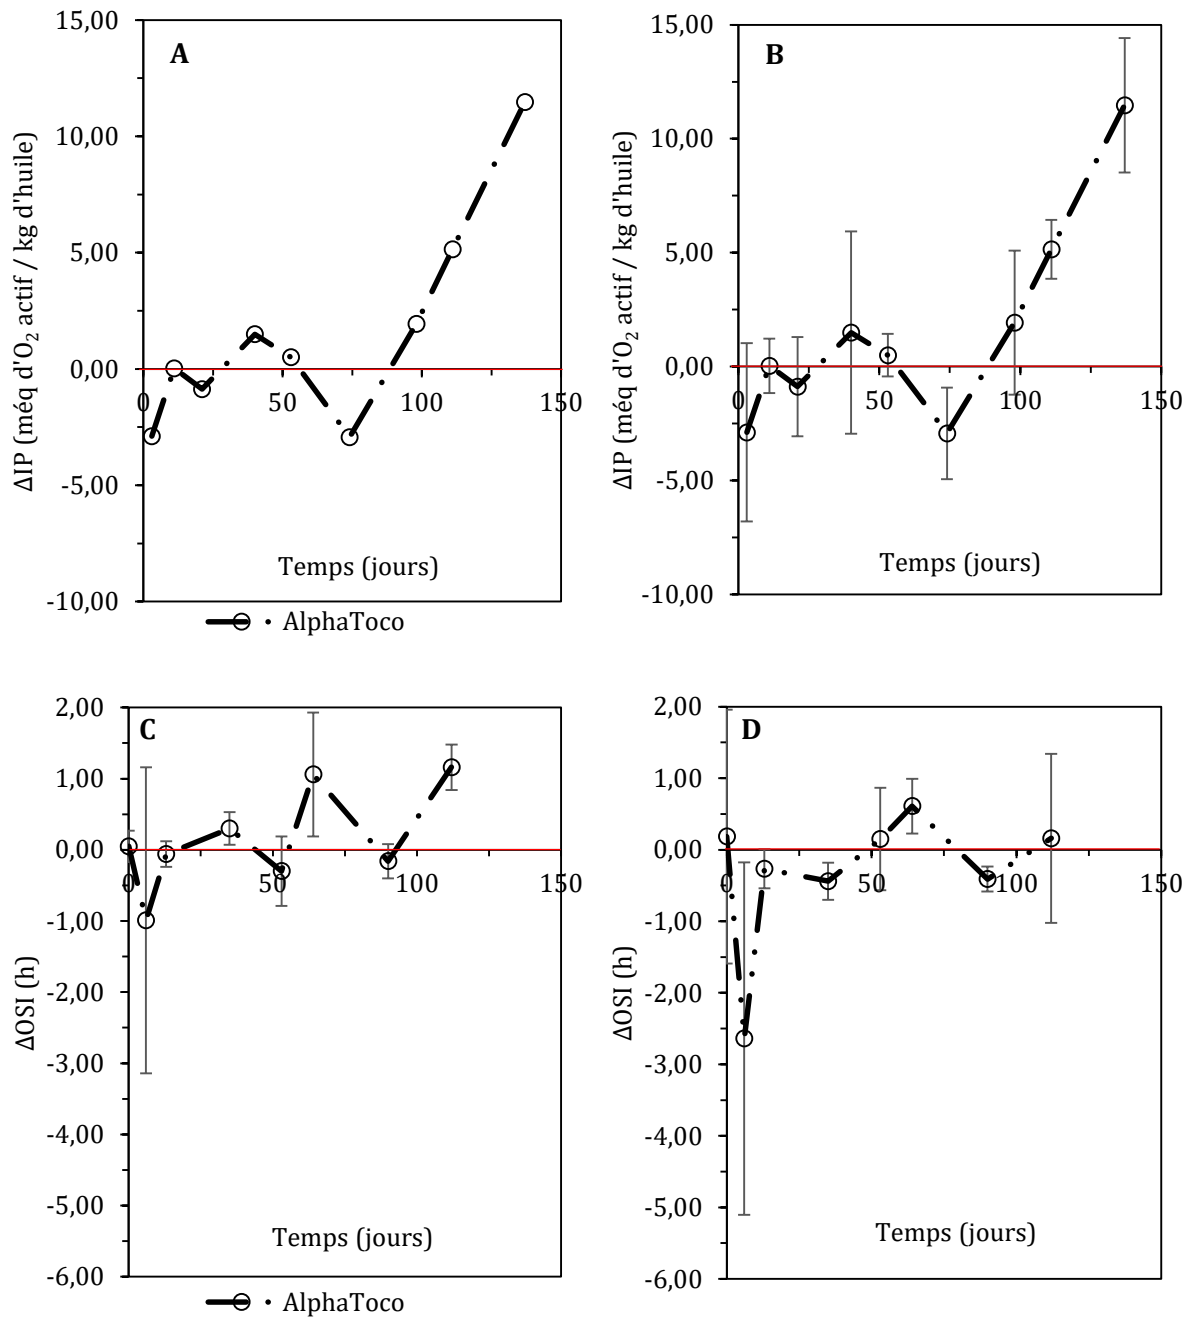 15,00
A
10,00
5,00
0,00
0 50 100 150
-5,00
-10,00
ΔIP (méq d'O2 actif / kg d'huile)
Temps (jours)
AlphaToco
15,00
B
10,00
5,00
0,00
0 50 100 150
-5,00
-10,00
ΔIP (méq d'O2 actif / kg d'huile)
Temps (jours)
2,00
C
1,00
0,00
0 50 100 150
-1,00
-2,00
-3,00
-4,00
-5,00
-6,00
ΔOSI (h)
Temps (jours)
AlphaToco
2,00
D
1,00
0,00
0 50 100 150
-1,00
-2,00
-3,00
-4,00
-5,00
-6,00
ΔOSI (h)
Temps (jours)